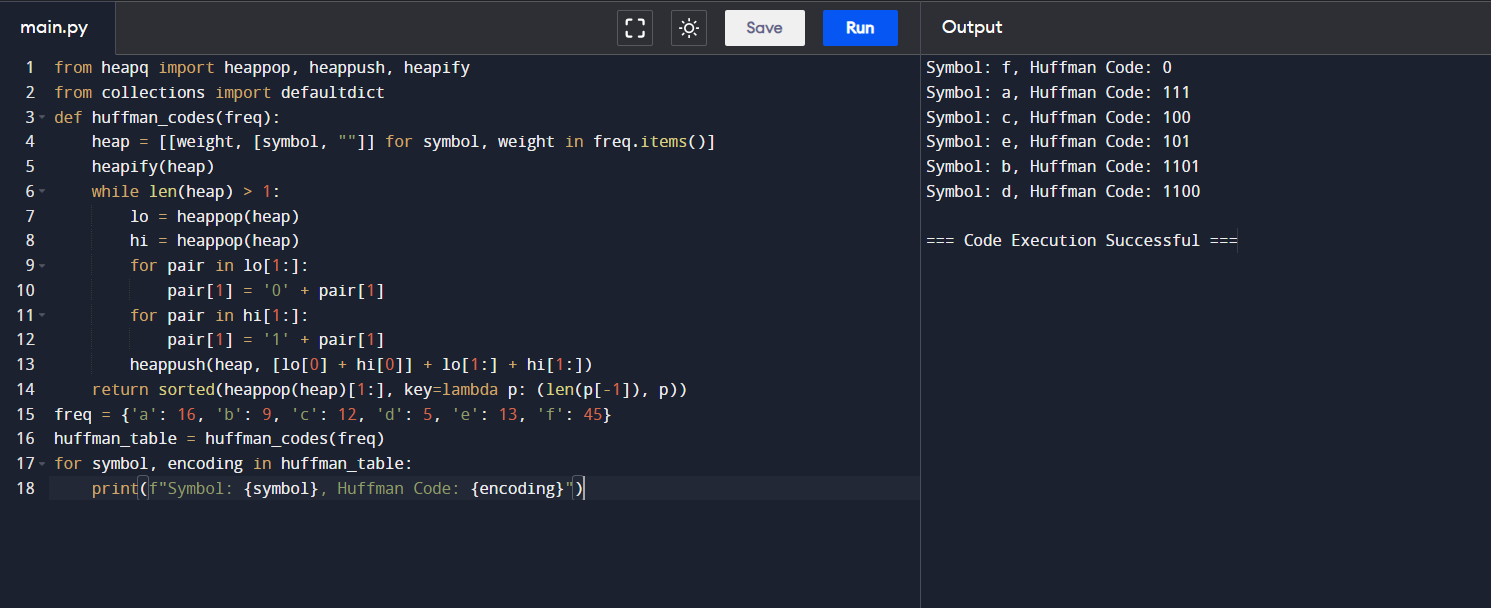 main.py
Save
Run
Output
1 from heapq import heappop, heappush, heapify
2 from collections import defaultdict
3 def huffman_codes(freq):
4     heap = [[weight, [symbol, ""]] for symbol, weight in freq.items()]
5     heapify(heap)
6     while len(heap) > 1:
7         lo = heappop(heap)
8         hi = heappop(heap)
9         for pair in lo[1:]:
10             pair[1] = '0' + pair[1]
11         for pair in hi[1:]:
12             pair[1] = '1' + pair[1]
13         heappush(heap, [lo[0] + hi[0]] + lo[1:] + hi[1:])
14     return sorted(heappop(heap)[1:], key=lambda p: (len(p[-1]), p))
15 freq = {'a': 16, 'b': 9, 'c': 12, 'd': 5, 'e': 13, 'f': 45}
16 huffman_table = huffman_codes(freq)
17 for symbol, encoding in huffman_table:
18     print(f"Symbol: {symbol}, Huffman Code: {encoding}")
Symbol: f, Huffman Code: 0
Symbol: a, Huffman Code: 111
Symbol: c, Huffman Code: 100
Symbol: e, Huffman Code: 101
Symbol: b, Huffman Code: 1101
Symbol: d, Huffman Code: 1100
=== Code Execution Successful ===